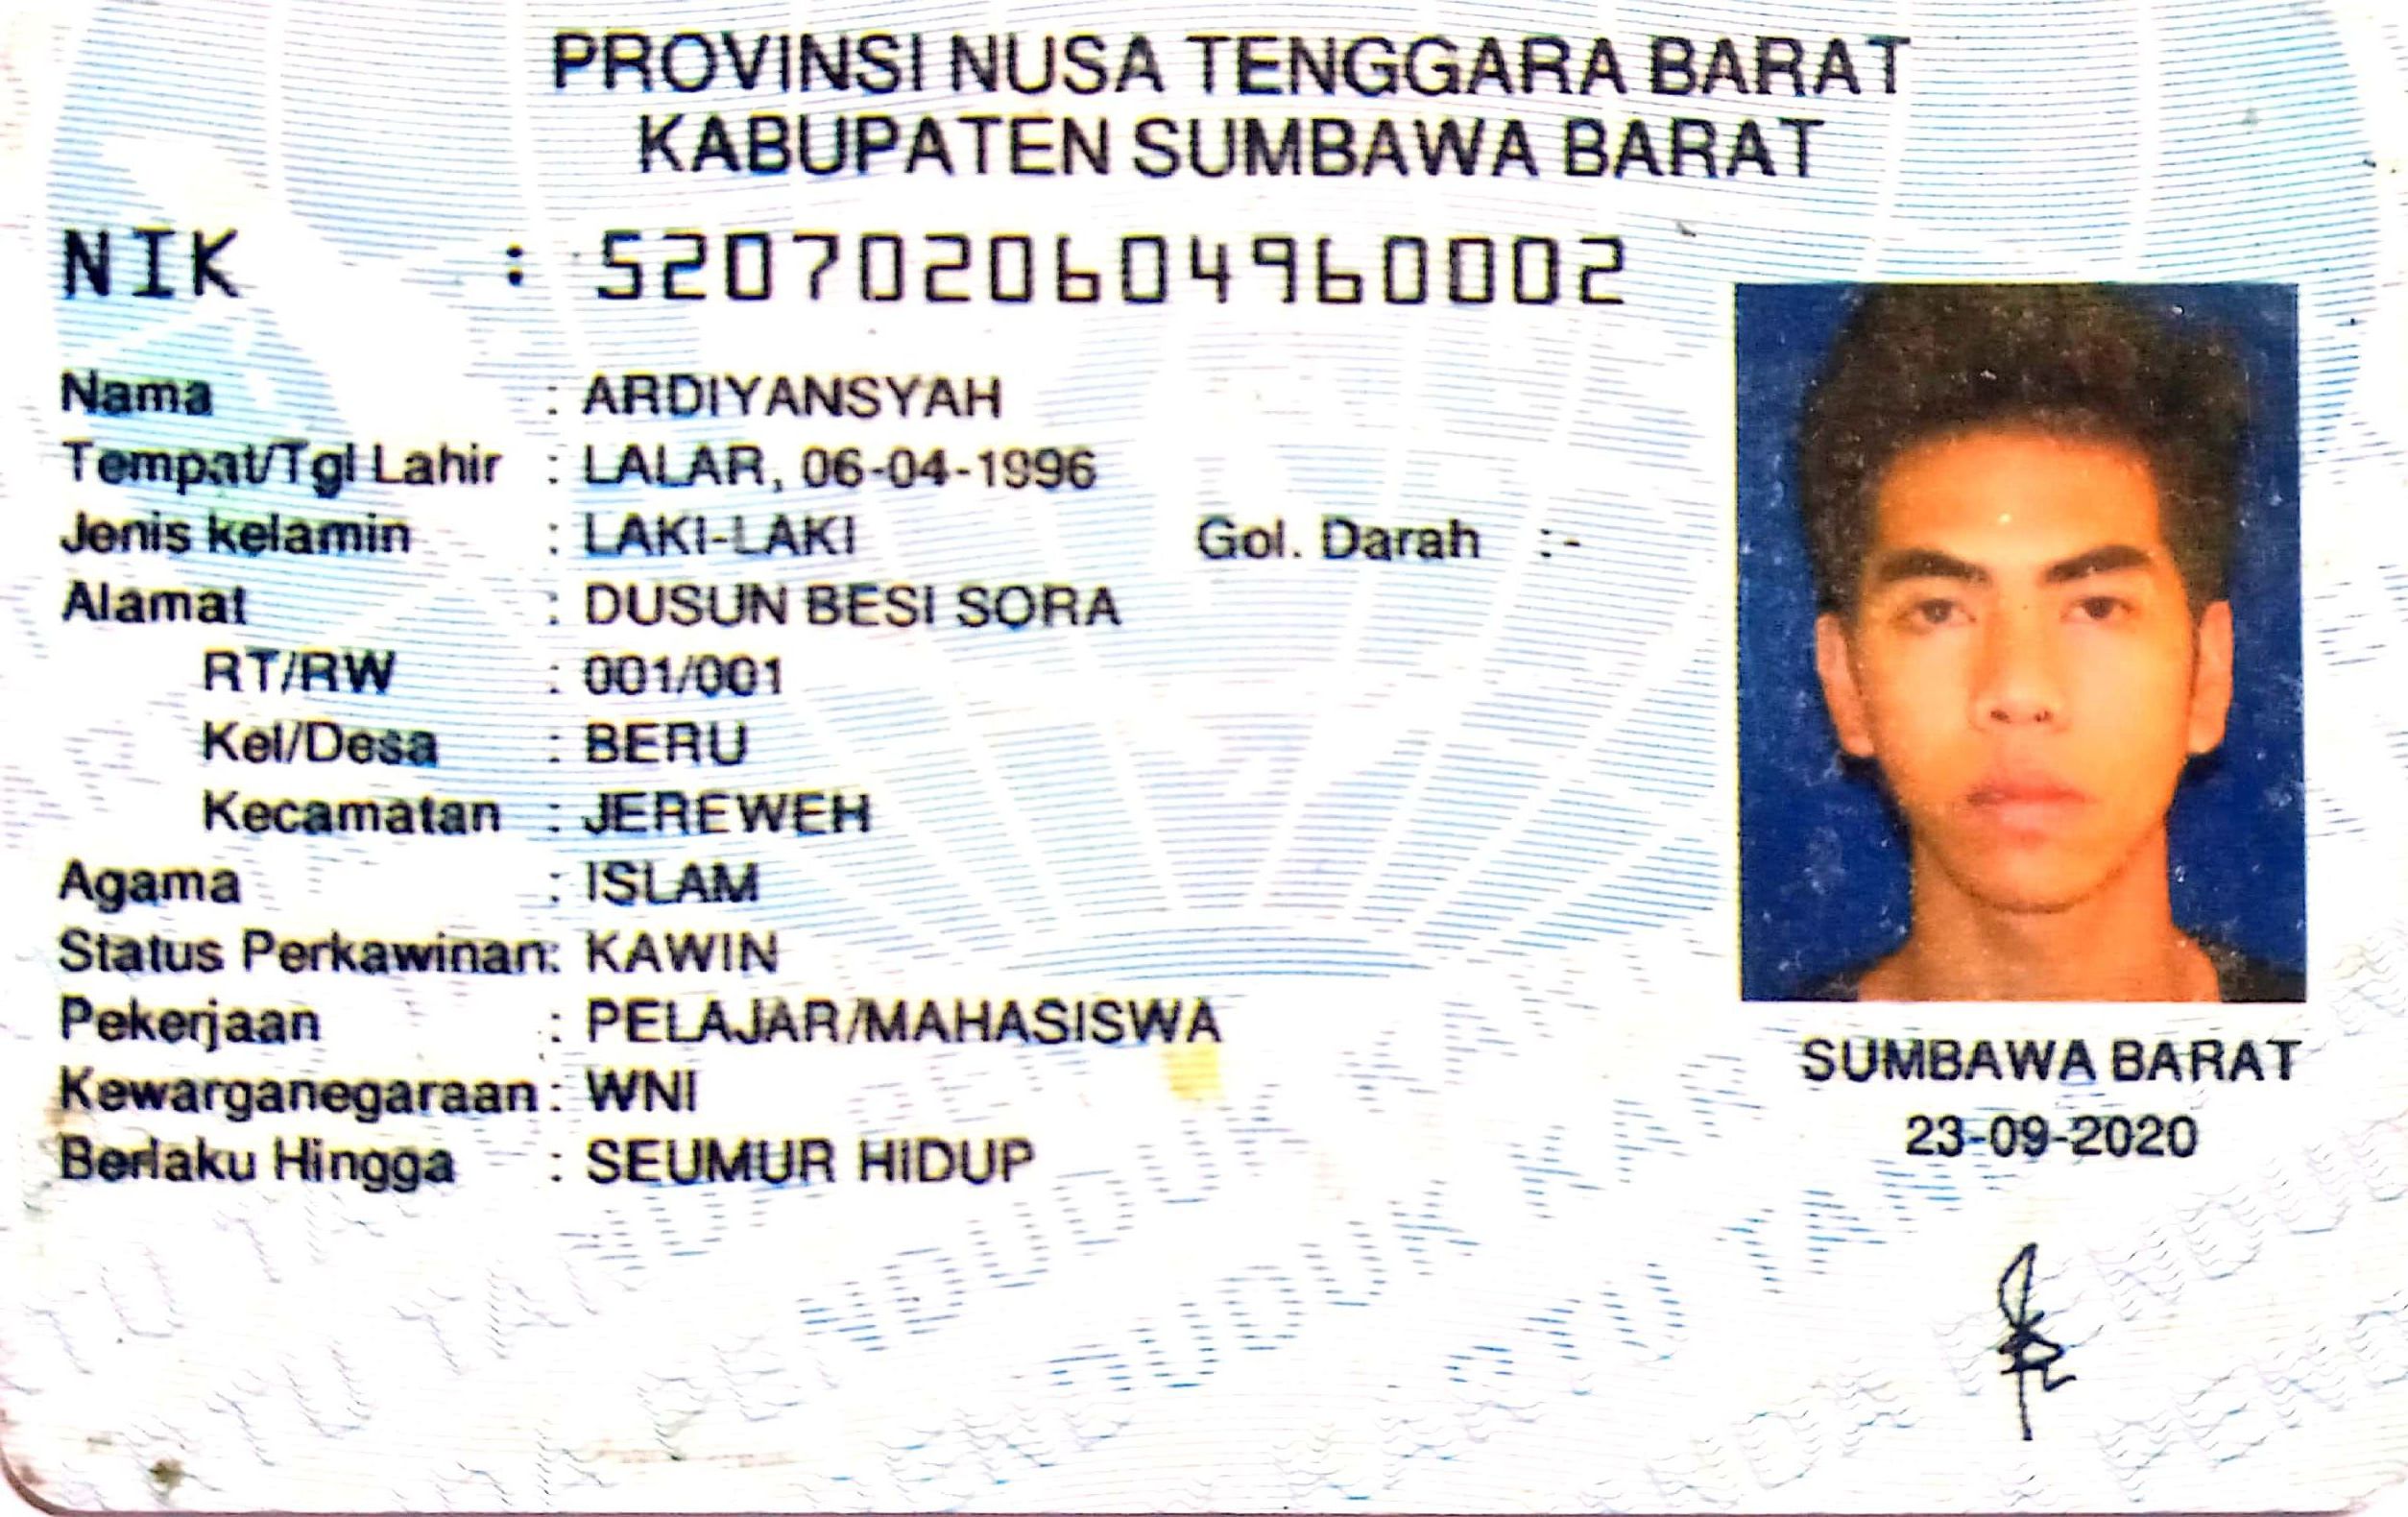 PROVINSI NUSA TENGGARA BARAT
KABUPATEN SUMBAWA BARAT
NIK : 5207020604960002
Nama : ARDIYANSYAH
Tempat/Tgl Lahir : LALAR, 06-04-1996
Jenis kelamin : LAKI-LAKI Gol. Darah : -
Alamat : DUSUN BESI SORA
RT/RW : 001/001
Kel/Desa : BERU
Kecamatan : JEREWEH
Agama : ISLAM
Status Perkawinan: KAWIN
Pekerjaan : PELAJAR/MAHASISWA
Kewarganegaraan : WNI
Berlaku Hingga : SEUMUR HIDUP
SUMBAWA BARAT
23-09-2020